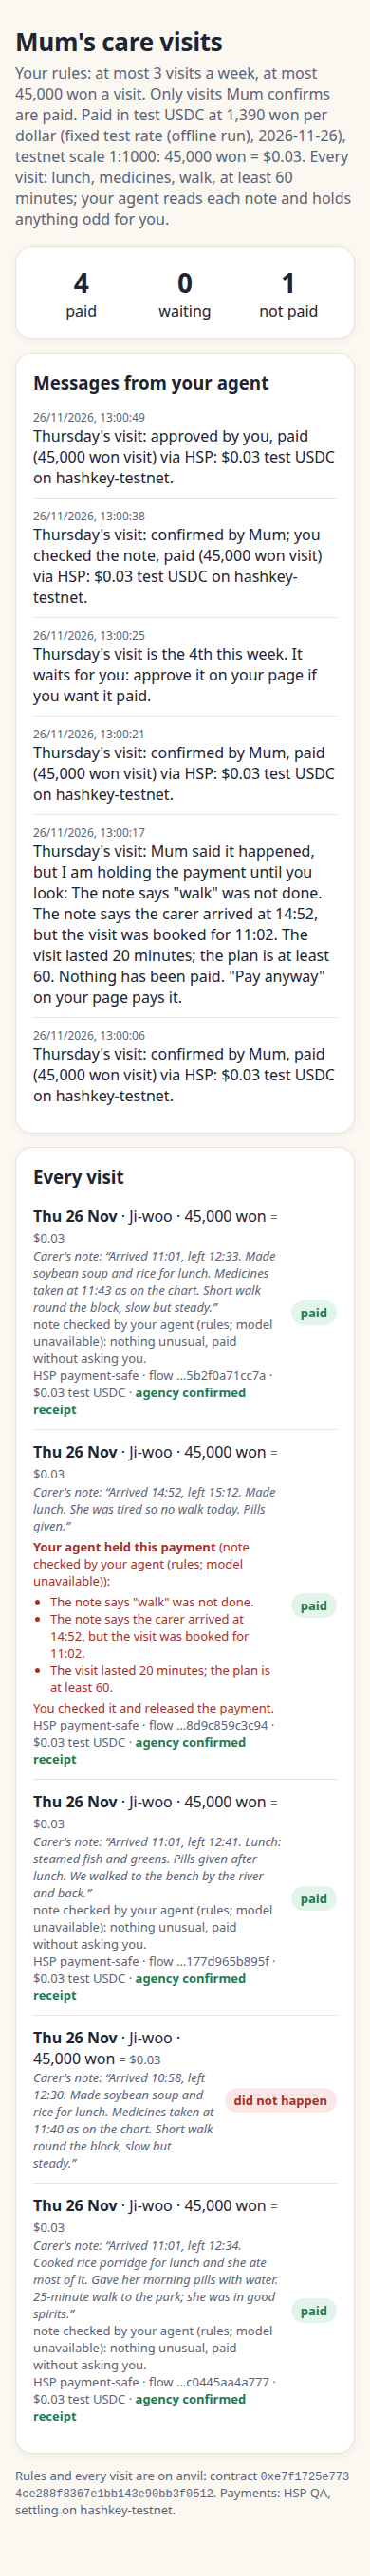 Mum's care visits
Your rules: at most 3 visits a week, at most
45,000 won a visit. Only visits Mum confirms
are paid. Paid in test USDC at 1,390 won per
dollar (fixed test rate (offline run), 2026-11-26),
testnet scale 1:1000: 45,000 won = $0.03. Every
visit: lunch, medicines, walk, at least 60
minutes; your agent reads each note and holds
anything odd for you.
4
paid
0
waiting
1
not paid
Messages from your agent
26/11/2026, 13:00:49
Thursday's visit: approved by you, paid
(45,000 won visit) via HSP: $0.03 test USDC
on hashkey-testnet.
26/11/2026, 13:00:38
Thursday's visit: confirmed by Mum; you
checked the note, paid (45,000 won visit)
via HSP: $0.03 test USDC on hashkey-
testnet.
26/11/2026, 13:00:25
Thursday's visit is the 4th this week. It
waits for you: approve it on your page if
you want it paid.
26/11/2026, 13:00:21
Thursday's visit: confirmed by Mum, paid
(45,000 won visit) via HSP: $0.03 test USDC
on hashkey-testnet.
26/11/2026, 13:00:17
Thursday's visit: Mum said it happened,
but I am holding the payment until you
look: The note says "walk" was not done.
The note says the carer arrived at 14:52,
but the visit was booked for 11:02. The
visit lasted 20 minutes; the plan is at least
60. Nothing has been paid. "Pay anyway"
on your page pays it.
26/11/2026, 13:00:06
Thursday's visit: confirmed by Mum, paid
(45,000 won visit) via HSP: $0.03 test USDC
on hashkey-testnet.
Every visit
Thu 26 Nov · Ji-woo · 45,000 won =
$0.03
Carer's note: “Arrived 11:01, left 12:33. Made
soybean soup and rice for lunch. Medicines
taken at 11:43 as on the chart. Short walk
round the block, slow but steady.”
note checked by your agent (rules; model
unavailable): nothing unusual, paid
without asking you.
HSP payment-safe · flow …5b2f0a71cc7a ·
$0.03 test USDC · agency confirmed
receipt
paid
Thu 26 Nov · Ji-woo · 45,000 won =
$0.03
Carer's note: “Arrived 14:52, left 15:12. Made
lunch. She was tired so no walk today. Pills
given.”
Your agent held this payment (note
checked by your agent (rules; model
unavailable)):
• The note says "walk" was not done.
• The note says the carer arrived at
14:52, but the visit was booked for
11:02.
• The visit lasted 20 minutes; the plan is
at least 60.
You checked it and released the payment.
HSP payment-safe · flow …8d9c859c3c94 ·
$0.03 test USDC · agency confirmed
receipt
paid
Thu 26 Nov · Ji-woo · 45,000 won =
$0.03
Carer's note: “Arrived 11:01, left 12:41. Lunch:
steamed fish and greens. Pills given after
lunch. We walked to the bench by the river
and back.”
note checked by your agent (rules; model
unavailable): nothing unusual, paid
without asking you.
HSP payment-safe · flow …177d965b895f ·
$0.03 test USDC · agency confirmed
receipt
paid
Thu 26 Nov · Ji-woo ·
45,000 won = $0.03
Carer's note: “Arrived 10:58, left
12:30. Made soybean soup and
rice for lunch. Medicines taken at
11:40 as on the chart. Short walk
round the block, slow but
steady.”
did not happen
Thu 26 Nov · Ji-woo · 45,000 won =
$0.03
Carer's note: “Arrived 11:01, left 12:34.
Cooked rice porridge for lunch and she ate
most of it. Gave her morning pills with water.
25-minute walk to the park; she was in good
spirits.”
note checked by your agent (rules; model
unavailable): nothing unusual, paid
without asking you.
HSP payment-safe · flow …c0445aa4a777 ·
$0.03 test USDC · agency confirmed
receipt
paid
Rules and every visit are on anvil: contract 0xe7f1725e773
4ce288f8367e1bb143e90bb3f0512. Payments: HSP QA,
settling on hashkey-testnet.